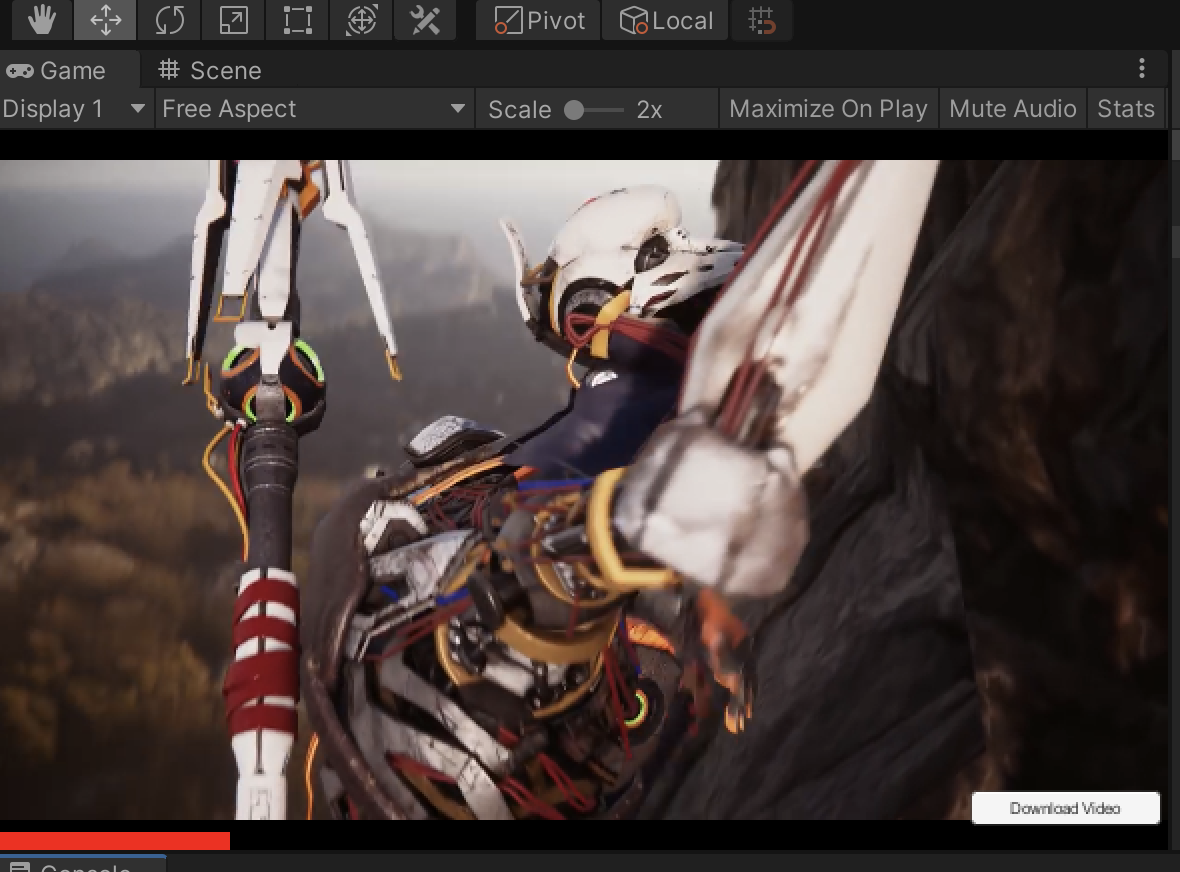 Pivot Local
Game Scene
Display 1 Free Aspect Scale 2x Maximize On Play Mute Audio Stats
Download Video
Console